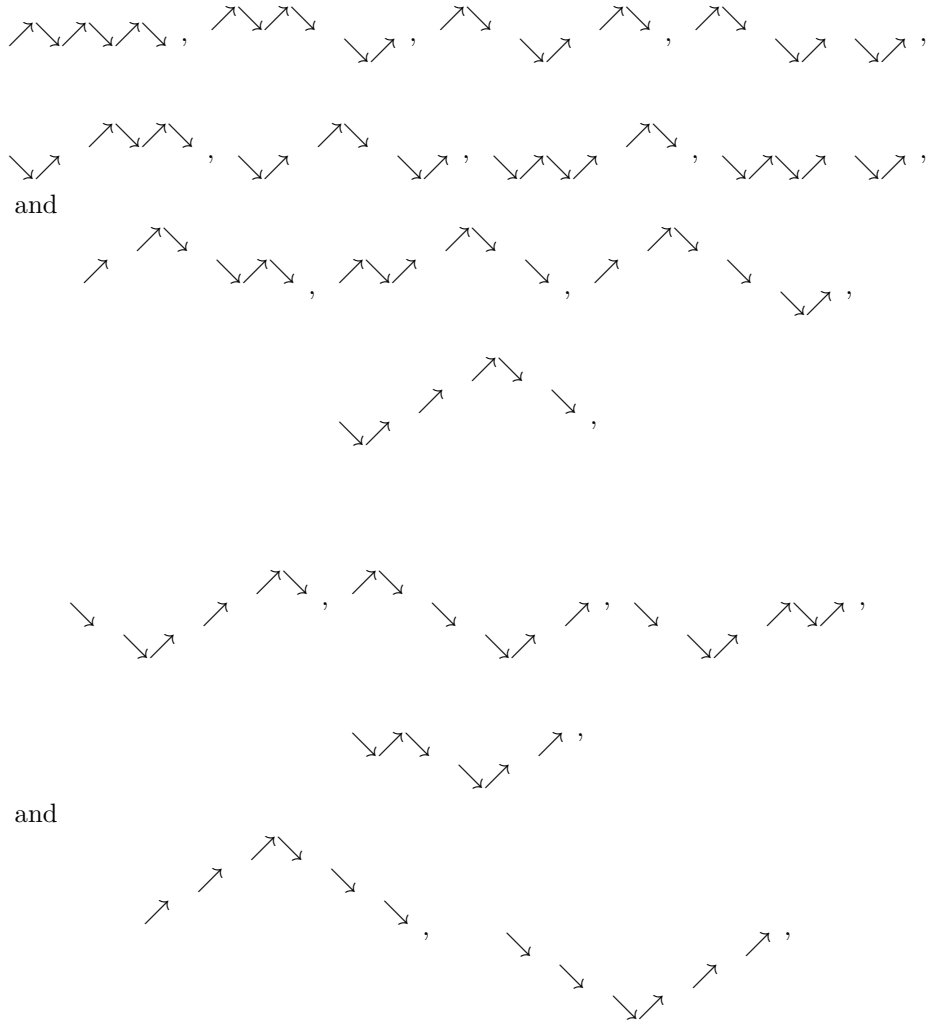 , , , ,
, , , ,
and
, , ,
,
, , ,
,
and
, ,